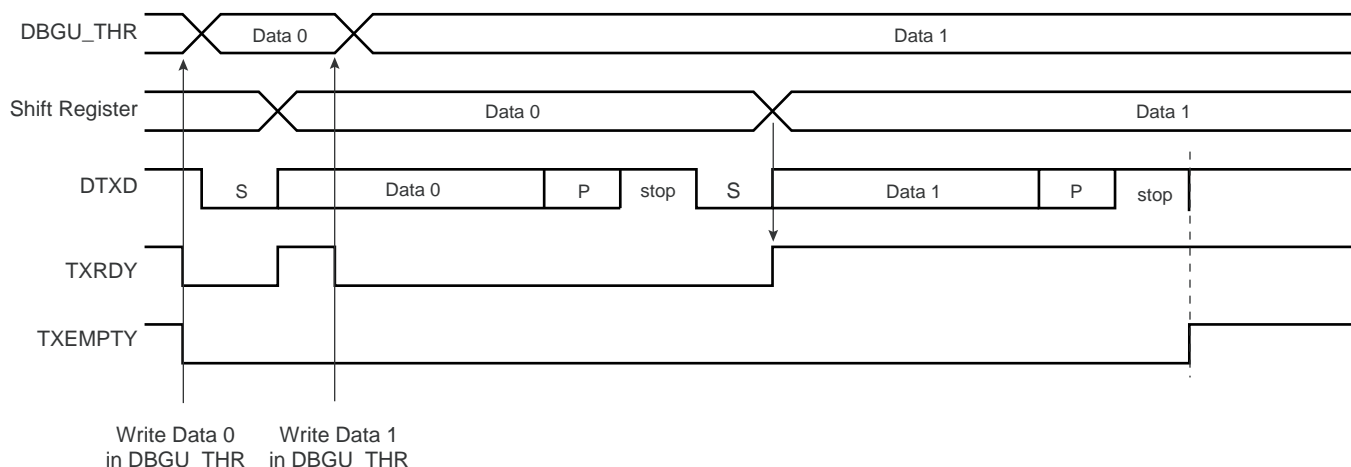 DBGU_THR
Data 0
Data 1
Shift Register
Data 0
Data 1
DTXD
S
Data 0
P
stop
S
Data 1
P
stop
TXRDY
TXEMPTY
Write Data 0
in DBGU_THR
Write Data 1
in DBGU_THR